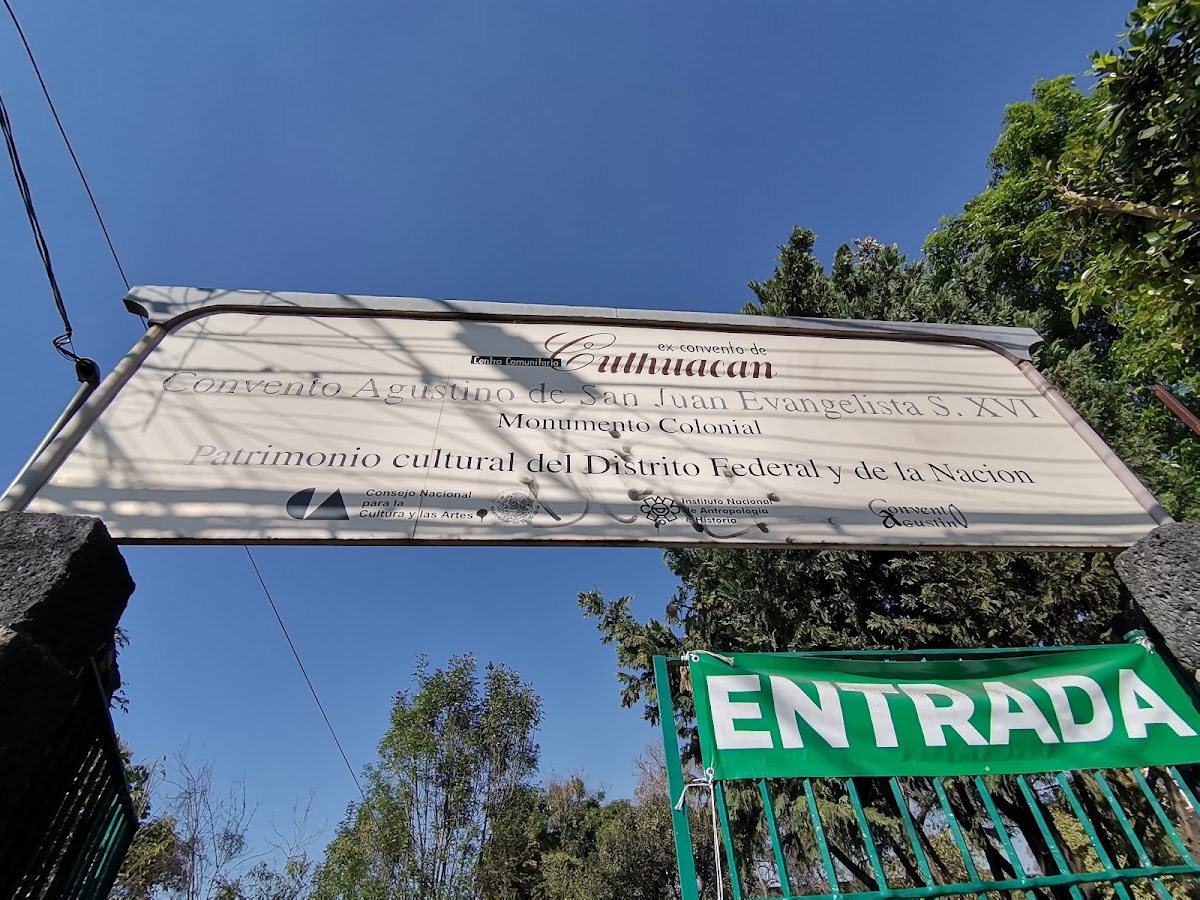 ex convento de
Centro Comunitario Culhuacan
Convento Agustino de San Juan Evangelista S. XVI
Monumento Colonial
Patrimonio cultural del Distrito Federal y de la Nacion
Consejo Nacional
para la
Cultura y las Artes
Instituto Nacional
de Antropología
e Historia
Convento
agustino
ENTRADA